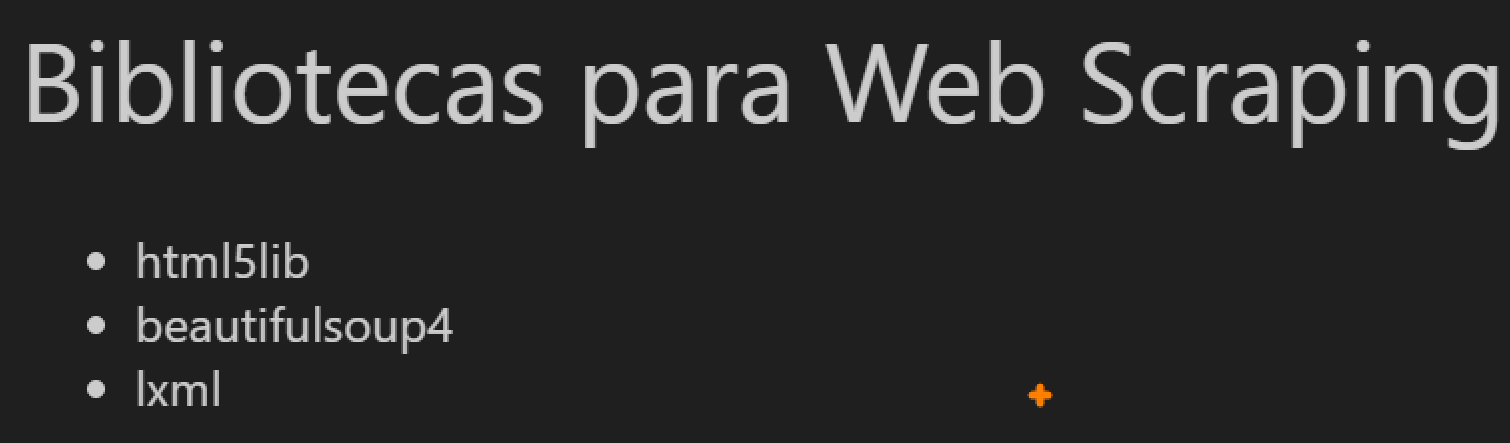 Bibliotecas para Web Scraping
html5lib
beautifulsoup4
lxml